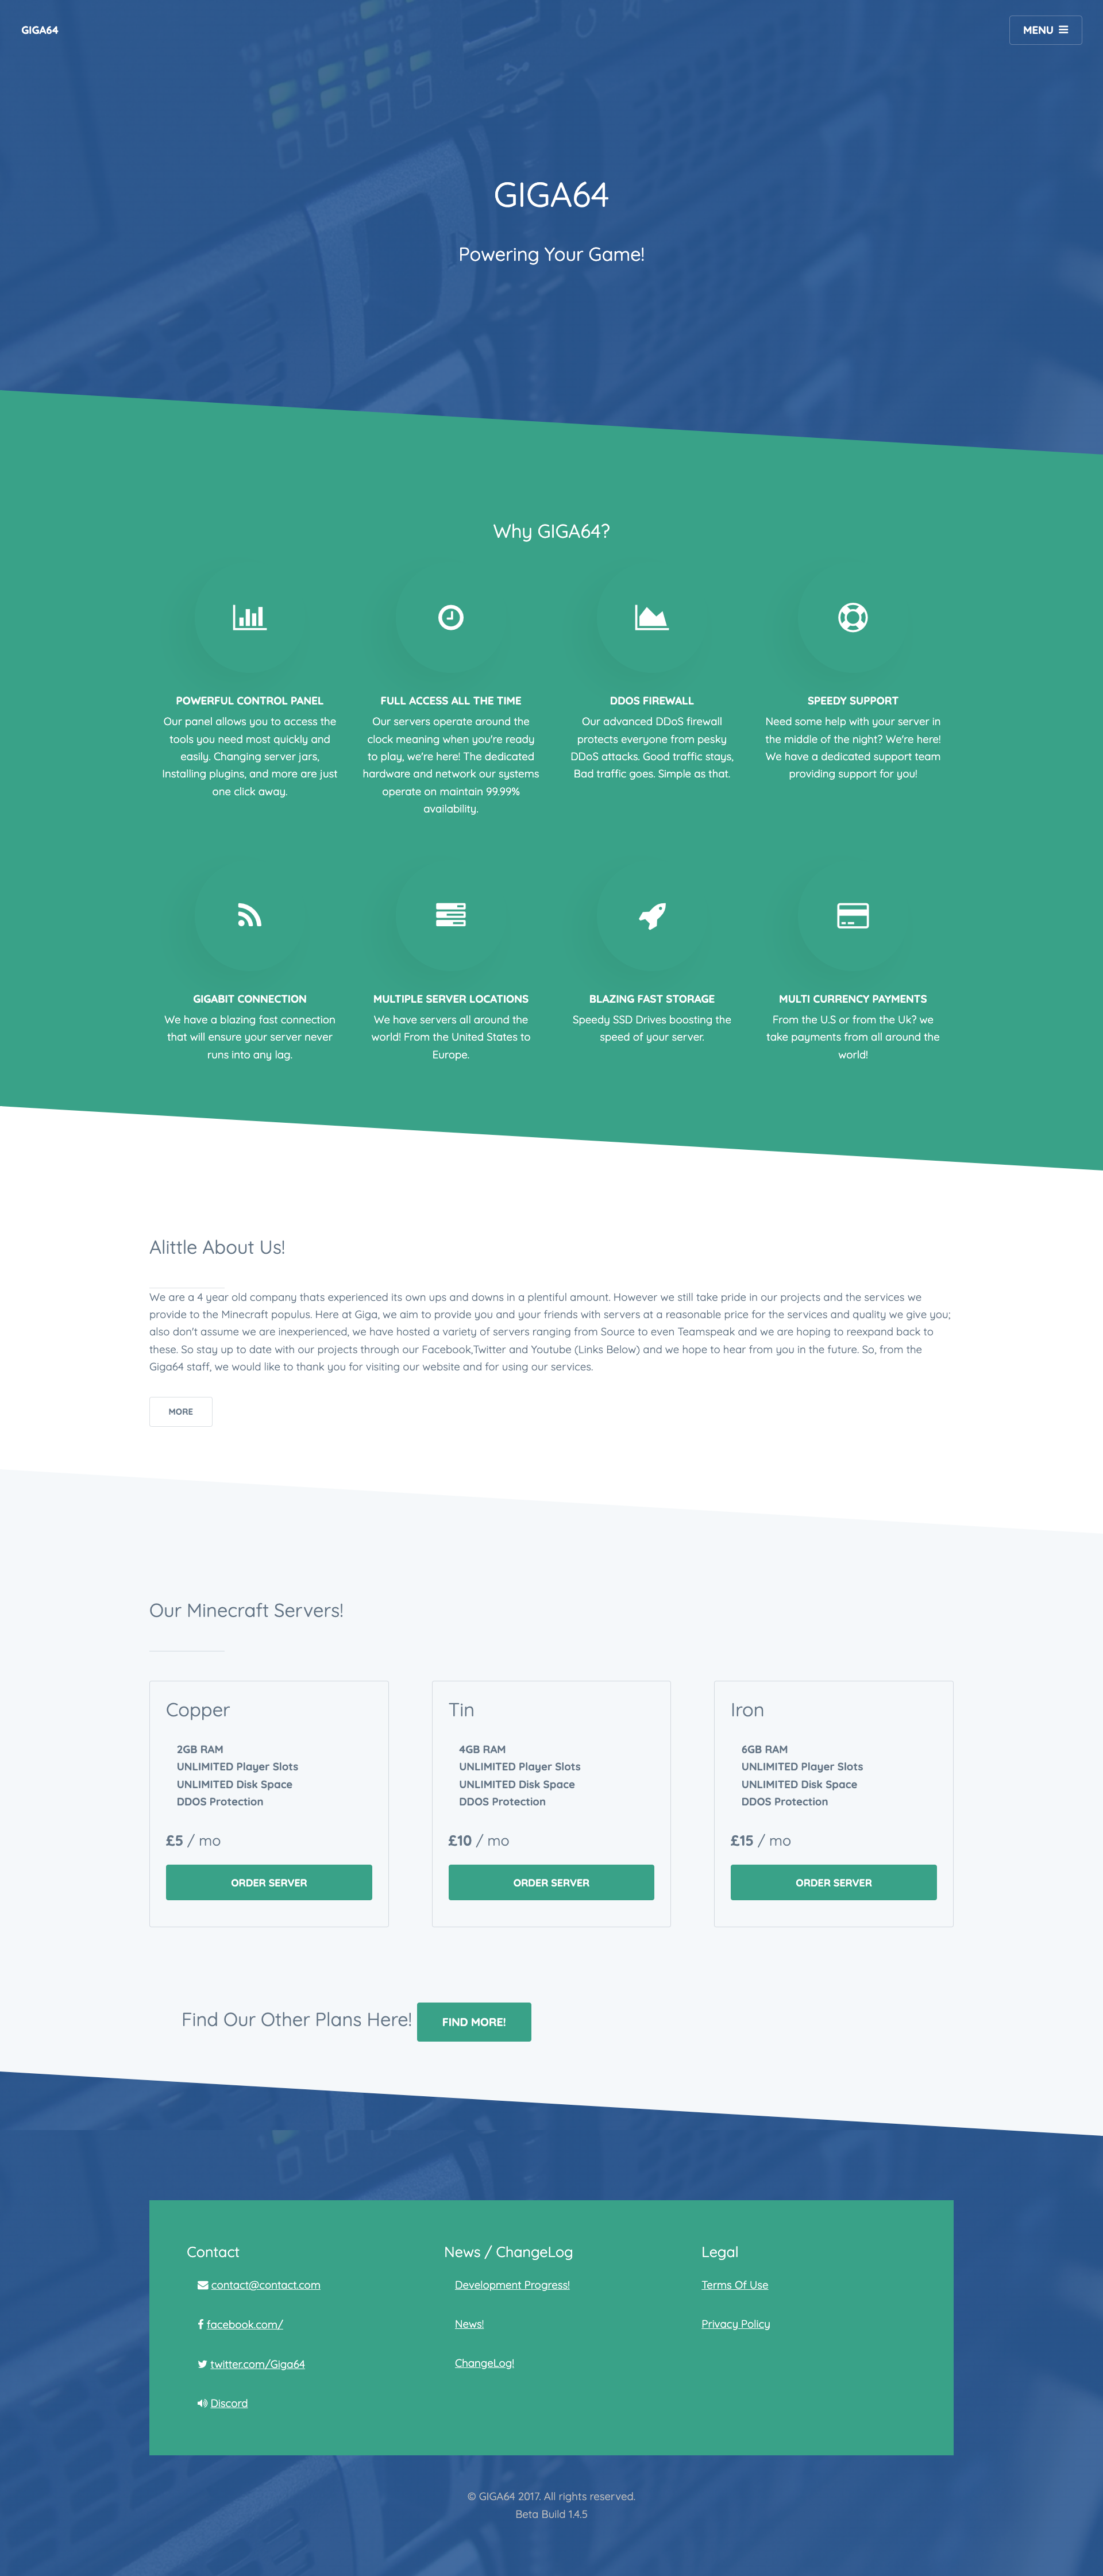 GIGA64
MENU
GIGA64
Powering Your Game!
Why GIGA64?
POWERFUL CONTROL PANEL
Our panel allows you to access the
tools you need most quickly and
easily. Changing server jars,
Installing plugins, and more are just
one click away.
FULL ACCESS ALL THE TIME
Our servers operate around the
clock meaning when you're ready
to play, we're here! The dedicated
hardware and network our systems
operate on maintain 99.99%
availability.
DDOS FIREWALL
Our advanced DDoS firewall
protects everyone from pesky
DDoS attacks. Good traffic stays,
Bad traffic goes. Simple as that.
SPEEDY SUPPORT
Need some help with your server in
the middle of the night? We're here!
We have a dedicated support team
providing support for you!
GIGABIT CONNECTION
We have a blazing fast connection
that will ensure your server never
runs into any lag.
MULTIPLE SERVER LOCATIONS
We have servers all around the
world! From the United States to
Europe.
BLAZING FAST STORAGE
Speedy SSD Drives boosting the
speed of your server.
MULTI CURRENCY PAYMENTS
From the U.S or from the Uk? we
take payments from all around the
world!
Alittle About Us!
We are a 4 year old company thats experienced its own ups and downs in a plentiful amount. However we still take pride in our projects and the services we
provide to the Minecraft populus. Here at Giga, we aim to provide you and your friends with servers at a reasonable price for the services and quality we give you;
also don't assume we are inexperienced, we have hosted a variety of servers ranging from Source to even Teamspeak and we are hoping to reexpand back to
these. So stay up to date with our projects through our Facebook,Twitter and Youtube (Links Below) and we hope to hear from you in the future. So, from the
Giga64 staff, we would like to thank you for visiting our website and for using our services.
MORE
Our Minecraft Servers!
Copper
2GB RAM
UNLIMITED Player Slots
UNLIMITED Disk Space
DDOS Protection
£5 / mo
ORDER SERVER
Tin
4GB RAM
UNLIMITED Player Slots
UNLIMITED Disk Space
DDOS Protection
£10 / mo
ORDER SERVER
Iron
6GB RAM
UNLIMITED Player Slots
UNLIMITED Disk Space
DDOS Protection
£15 / mo
ORDER SERVER
Find Our Other Plans Here!
FIND MORE!
Contact
contact@contact.com
facebook.com/
twitter.com/Giga64
Discord
News / ChangeLog
Development Progress!
News!
ChangeLog!
Legal
Terms Of Use
Privacy Policy
© GIGA64 2017. All rights reserved.
Beta Build 1.4.5